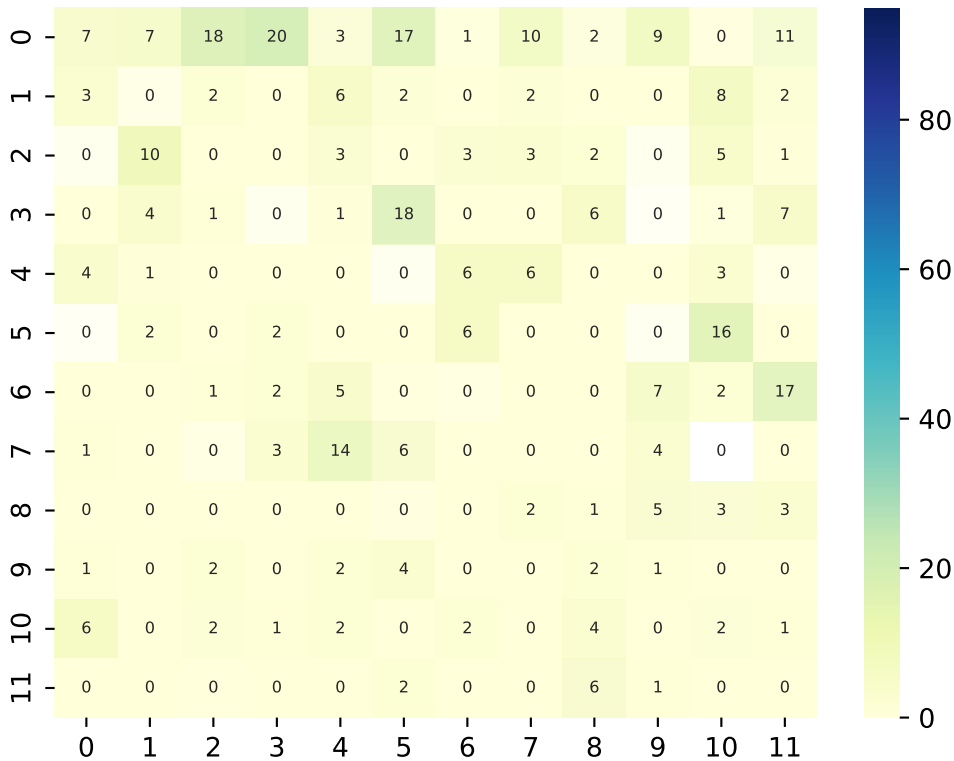 0 7 7 18 20 3 17 1 10 2 9 0 11
1 3 0 2 0 6 2 0 2 0 0 8 2
2 0 10 0 0 3 0 3 3 2 0 5 1
3 0 4 1 0 1 18 0 0 6 0 1 7
4 4 1 0 0 0 0 6 6 0 0 3 0
5 0 2 0 2 0 0 6 0 0 0 16 0
6 0 0 1 2 5 0 0 0 0 7 2 17
7 1 0 0 3 14 6 0 0 0 4 0 0
8 0 0 0 0 0 0 0 2 1 5 3 3
9 1 0 2 0 2 4 0 0 2 1 0 0
10 6 0 2 1 2 0 2 0 4 0 2 1
11 0 0 0 0 0 2 0 0 6 1 0 0
0 1 2 3 4 5 6 7 8 9 10 11
80
60
40
20
0